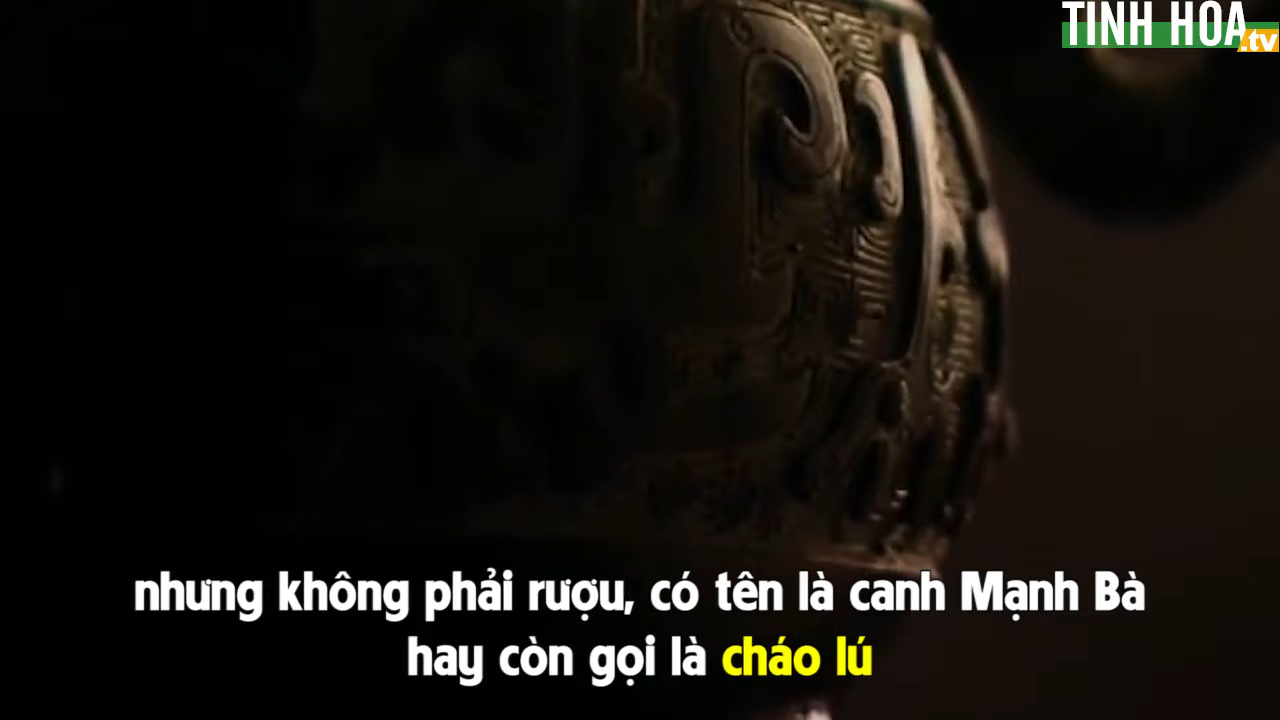 TINH HOA
.tv
nhưng không phải rượu, có tên là canh Mạnh Bà
hay còn gọi là cháo lú